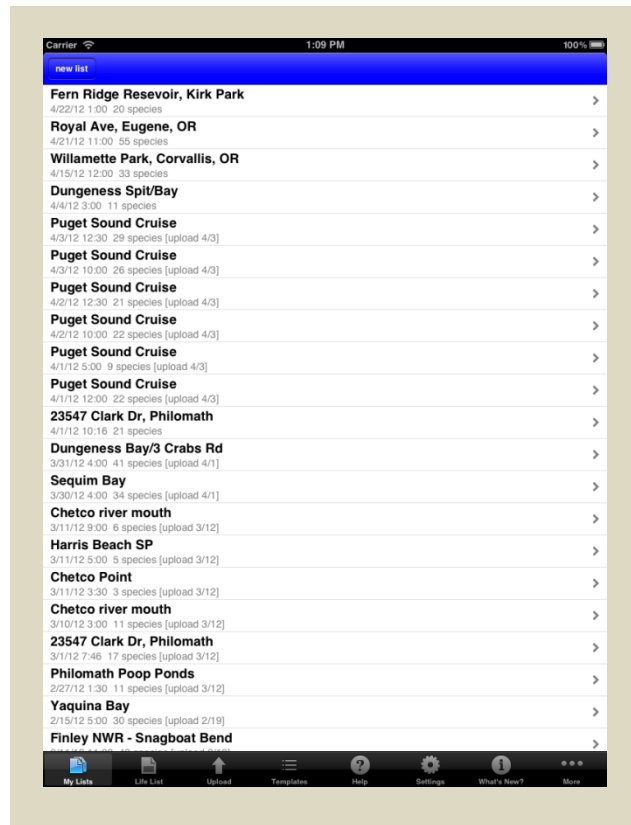 Carrier 1:09 PM 100%
new list
Fern Ridge Resevoir, Kirk Park
4/22/12 1:00 20 species
Royal Ave, Eugene, OR
4/21/12 11:00 55 species
Willamette Park, Corvallis, OR
4/15/12 12:00 33 species
Dungeness Spit/Bay
4/4/12 3:00 11 species
Puget Sound Cruise
4/3/12 12:30 29 species [upload 4/3]
Puget Sound Cruise
4/3/12 10:00 26 species [upload 4/3]
Puget Sound Cruise
4/2/12 12:30 21 species [upload 4/3]
Puget Sound Cruise
4/2/12 10:00 22 species [upload 4/3]
Puget Sound Cruise
4/1/12 5:00 9 species [upload 4/3]
Puget Sound Cruise
4/1/12 12:00 22 species [upload 4/3]
23547 Clark Dr, Philomath
4/1/12 10:16 21 species
Dungeness Bay/3 Crabs Rd
3/31/12 4:00 41 species [upload 4/1]
Sequim Bay
3/30/12 4:00 34 species [upload 4/1]
Chetco river mouth
3/11/12 9:00 6 species [upload 3/12]
Harris Beach SP
3/11/12 5:00 5 species [upload 3/12]
Chetco Point
3/11/12 3:30 3 species [upload 3/12]
Chetco river mouth
3/10/12 3:00 11 species [upload 3/12]
23547 Clark Dr, Philomath
3/1/12 7:46 17 species [upload 3/12]
Philomath Poop Ponds
2/27/12 1:30 11 species [upload 3/12]
Yaquina Bay
2/15/12 5:00 30 species [upload 2/19]
Finley NWR - Snagboat Bend
My Lists Life List Upload Templates Help Settings What's New? More